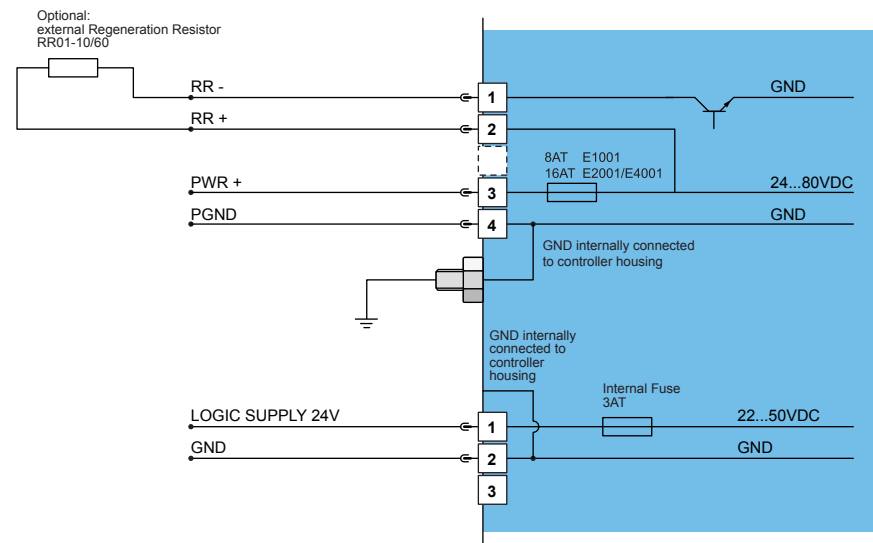 Optional:
external Regeneration Resistor
RR01-10/60
RR -
1
GND
RR +
2
8AT E1001
16AT E2001/E4001
PWR +
3
24...80VDC
PGND
4
GND
GND internally connected
to controller housing
GND internally
connected to
controller
housing
Internal Fuse
3AT
LOGIC SUPPLY 24V
1
22...50VDC
GND
2
GND
3